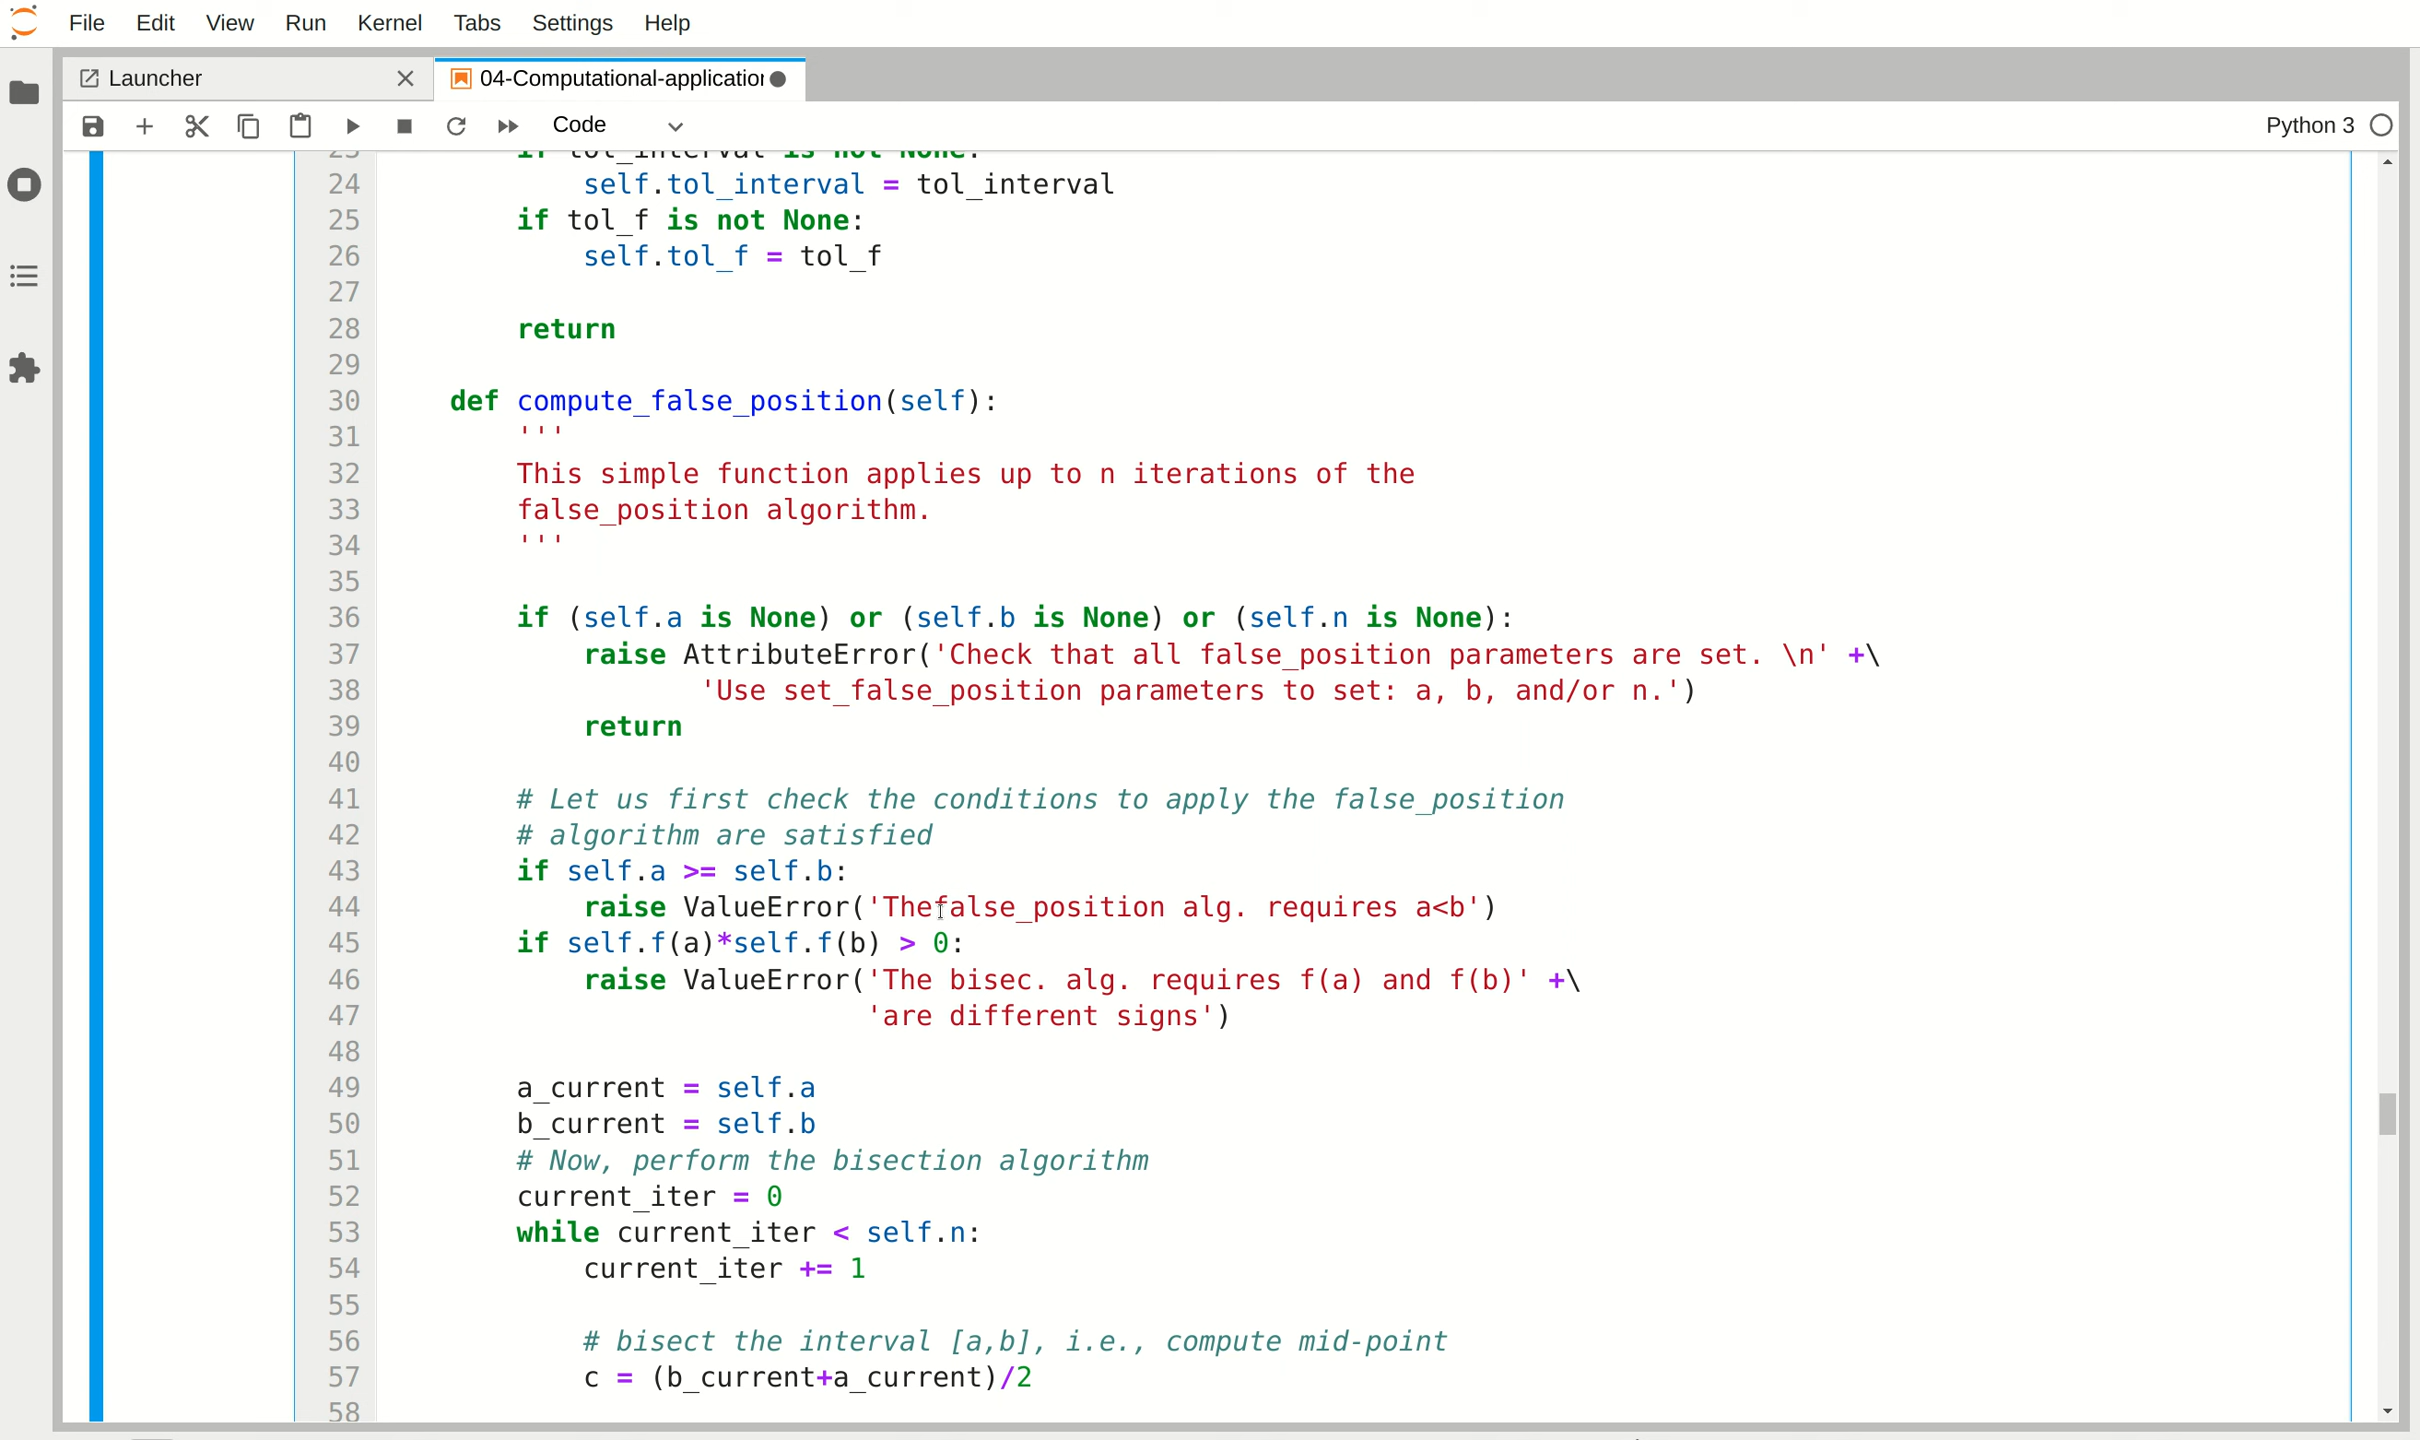 File Edit View Run Kernel Tabs Settings Help
Launcher 04-Computational-application
Code Python 3
23 if tol_interval is not None:
24 self.tol_interval = tol_interval
25 if tol_f is not None:
26 self.tol_f = tol_f
27
28 return
29
30 def compute_false_position(self):
31 '''
32 This simple function applies up to n iterations of the
33 false_position algorithm.
34 '''
35
36 if (self.a is None) or (self.b is None) or (self.n is None):
37 raise AttributeError('Check that all false_position parameters are set. \n' +\
38 'Use set_false_position parameters to set: a, b, and/or n.')
39 return
40
41 # Let us first check the conditions to apply the false_position
42 # algorithm are satisfied
43 if self.a >= self.b:
44 raise ValueError('Thefalse_position alg. requires a<b')
45 if self.f(a)*self.f(b) > 0:
46 raise ValueError('The bisec. alg. requires f(a) and f(b)' +\
47 'are different signs')
48
49 a_current = self.a
50 b_current = self.b
51 # Now, perform the bisection algorithm
52 current_iter = 0
53 while current_iter < self.n:
54 current_iter += 1
55
56 # bisect the interval [a,b], i.e., compute mid-point
57 c = (b_current+a_current)/2
58